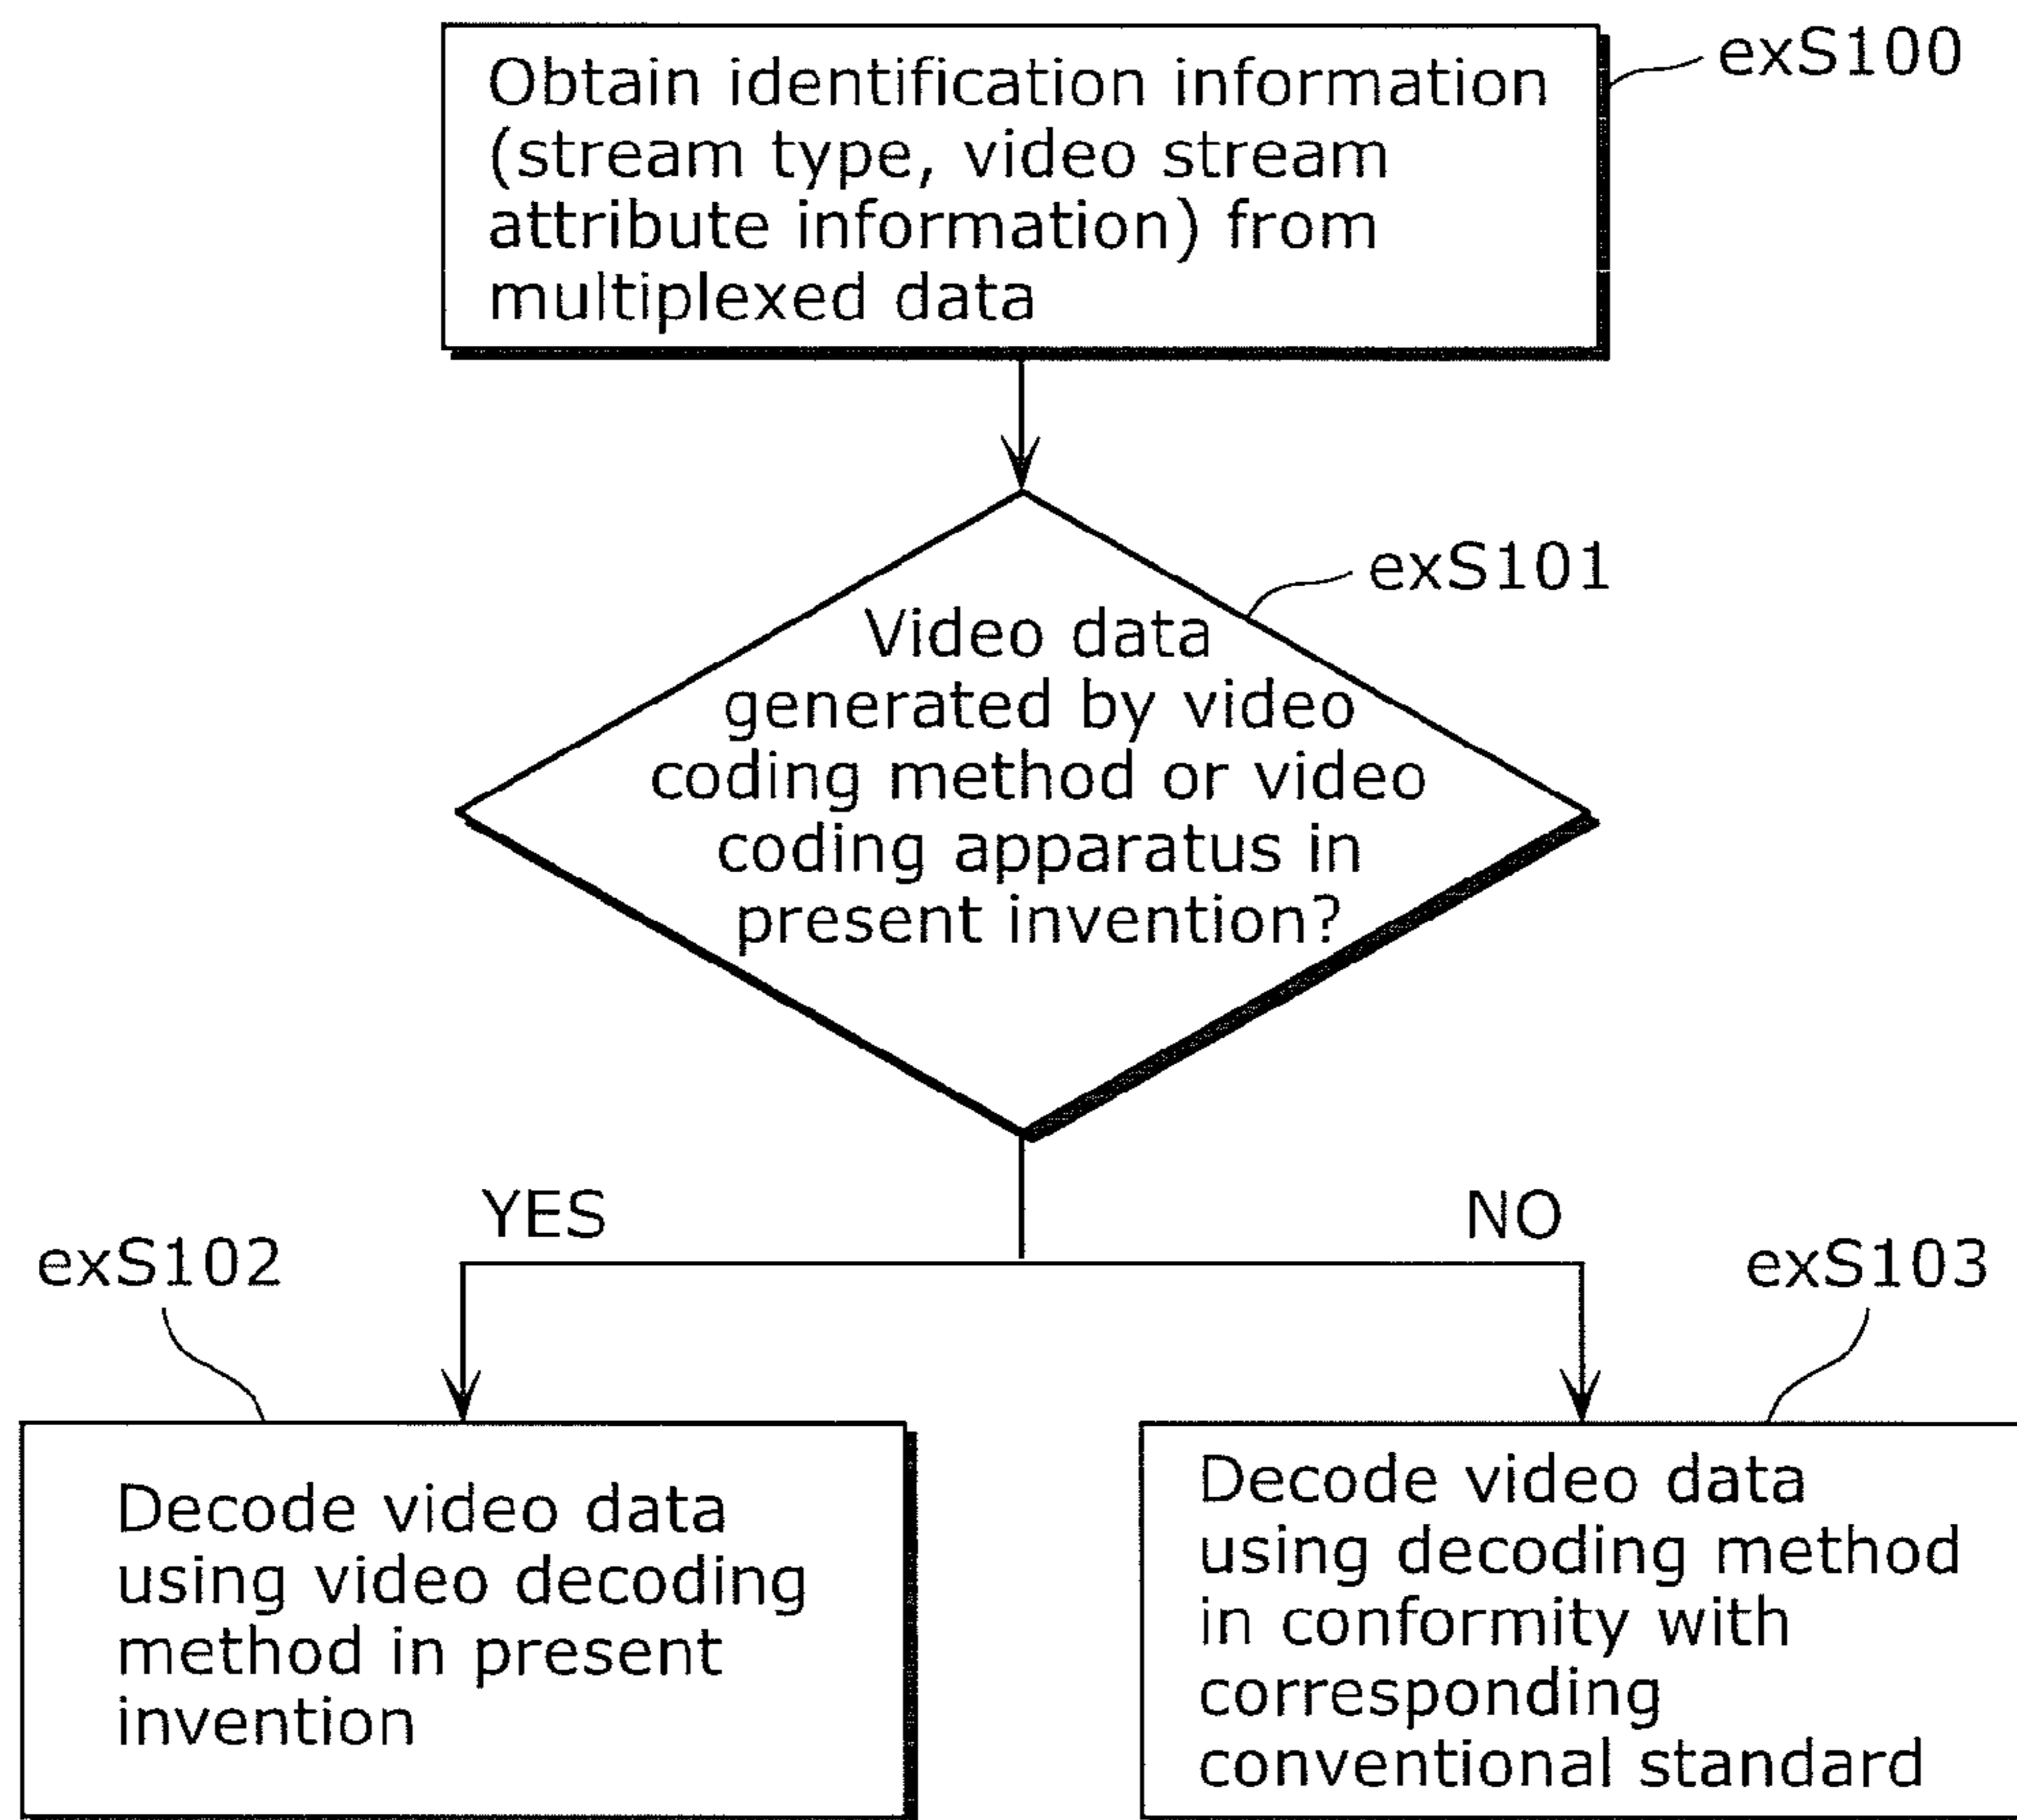 exS100
Obtain identification information
(stream type, video stream
attribute information) from
multiplexed data
exS101
Video data
generated by video
coding method or video
coding apparatus in
present invention?
YES
NO
exS102
exS103
Decode video data
using video decoding
method in present
invention
Decode video data
using decoding method
in conformity with
corresponding
conventional standard